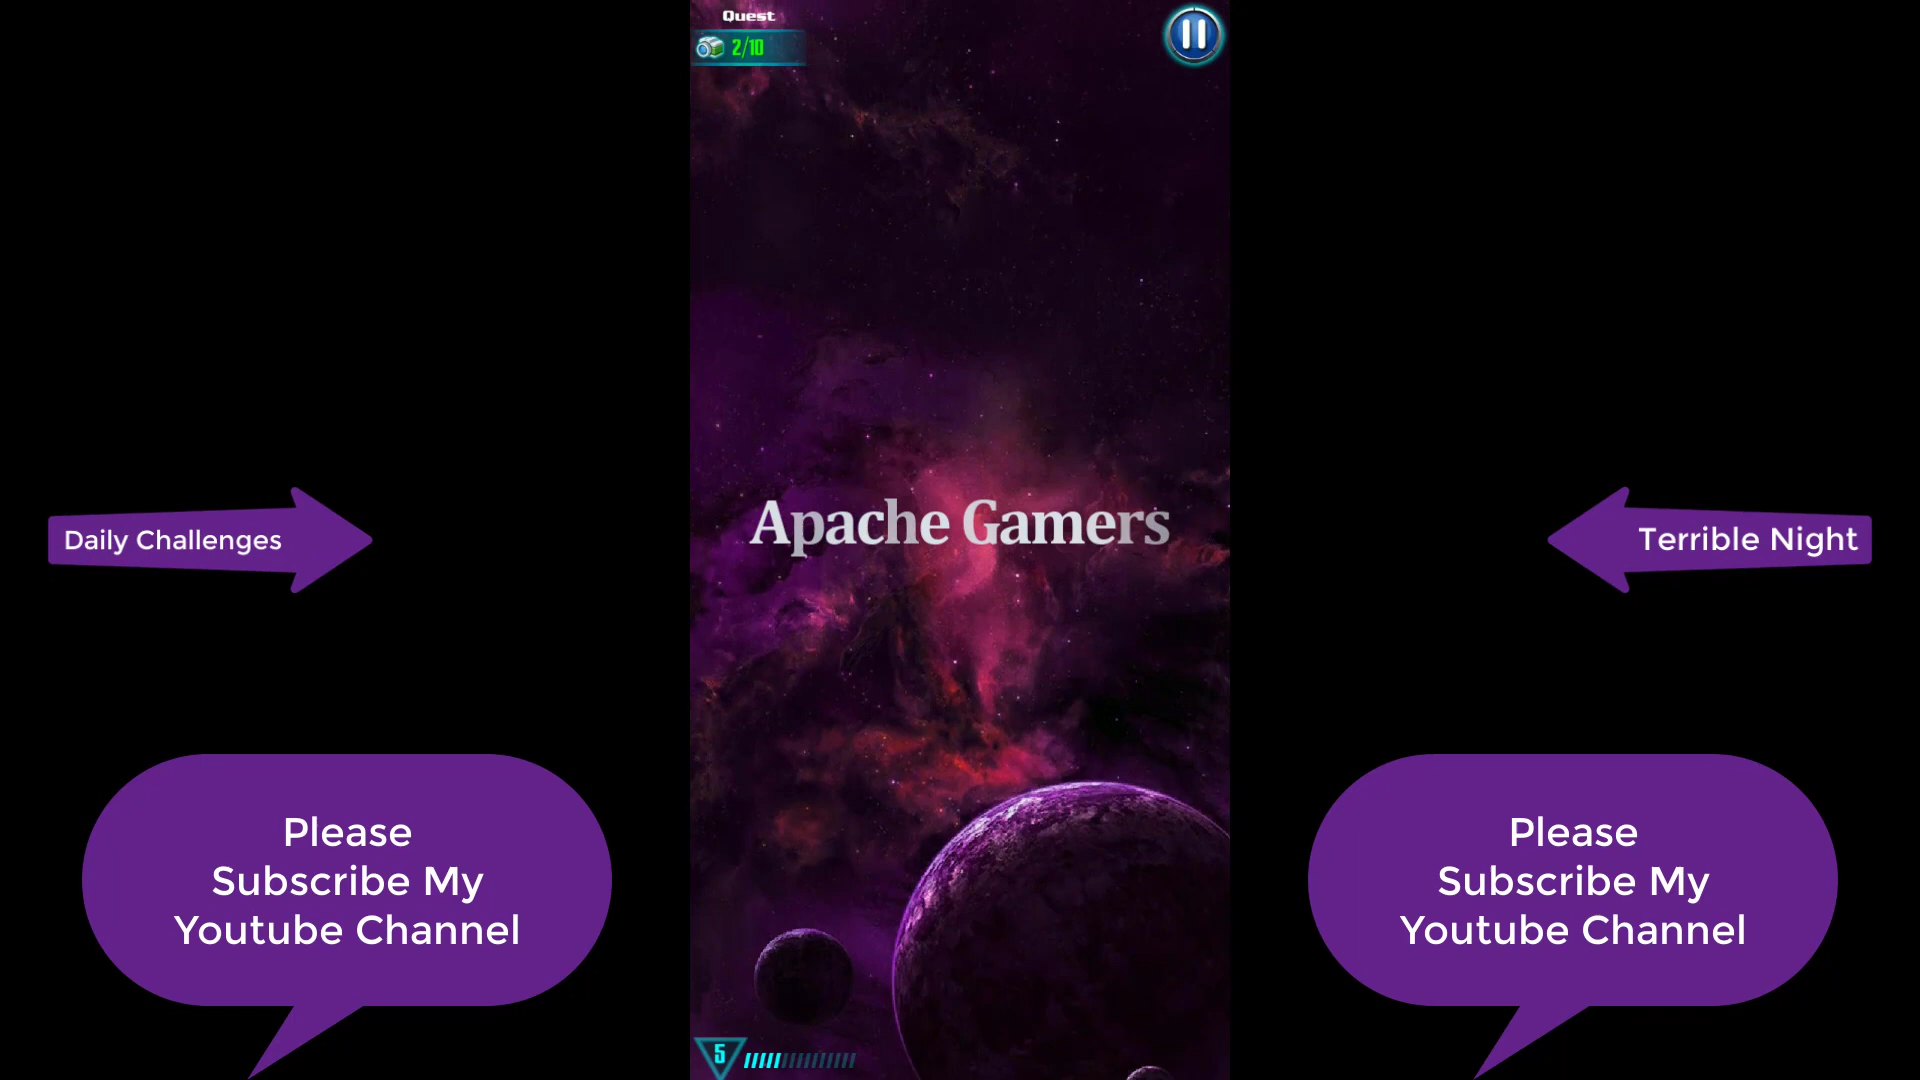 Quest
2/10
Apache Gamers
Daily Challenges
Terrible Night
Please
Subscribe My
Youtube Channel
Please
Subscribe My
Youtube Channel
5